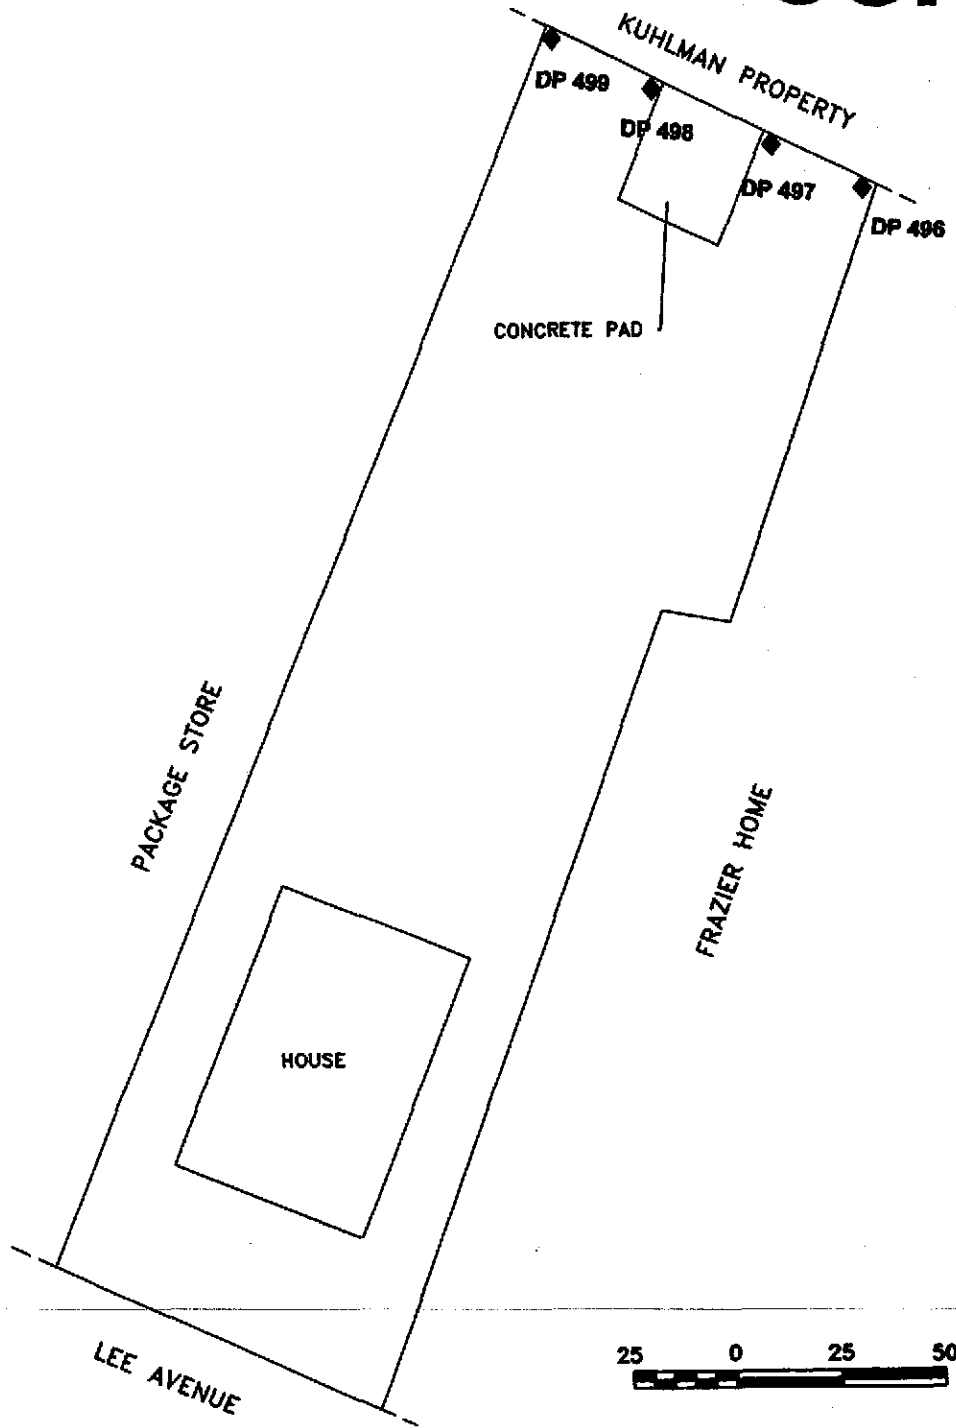 KUHLMAN PROPERTY
DP 499
DP 498
DP 497
DP 496
CONCRETE PAD
PACKAGE STORE
FRAZIER HOME
HOUSE
LEE AVENUE
25 0 25 50